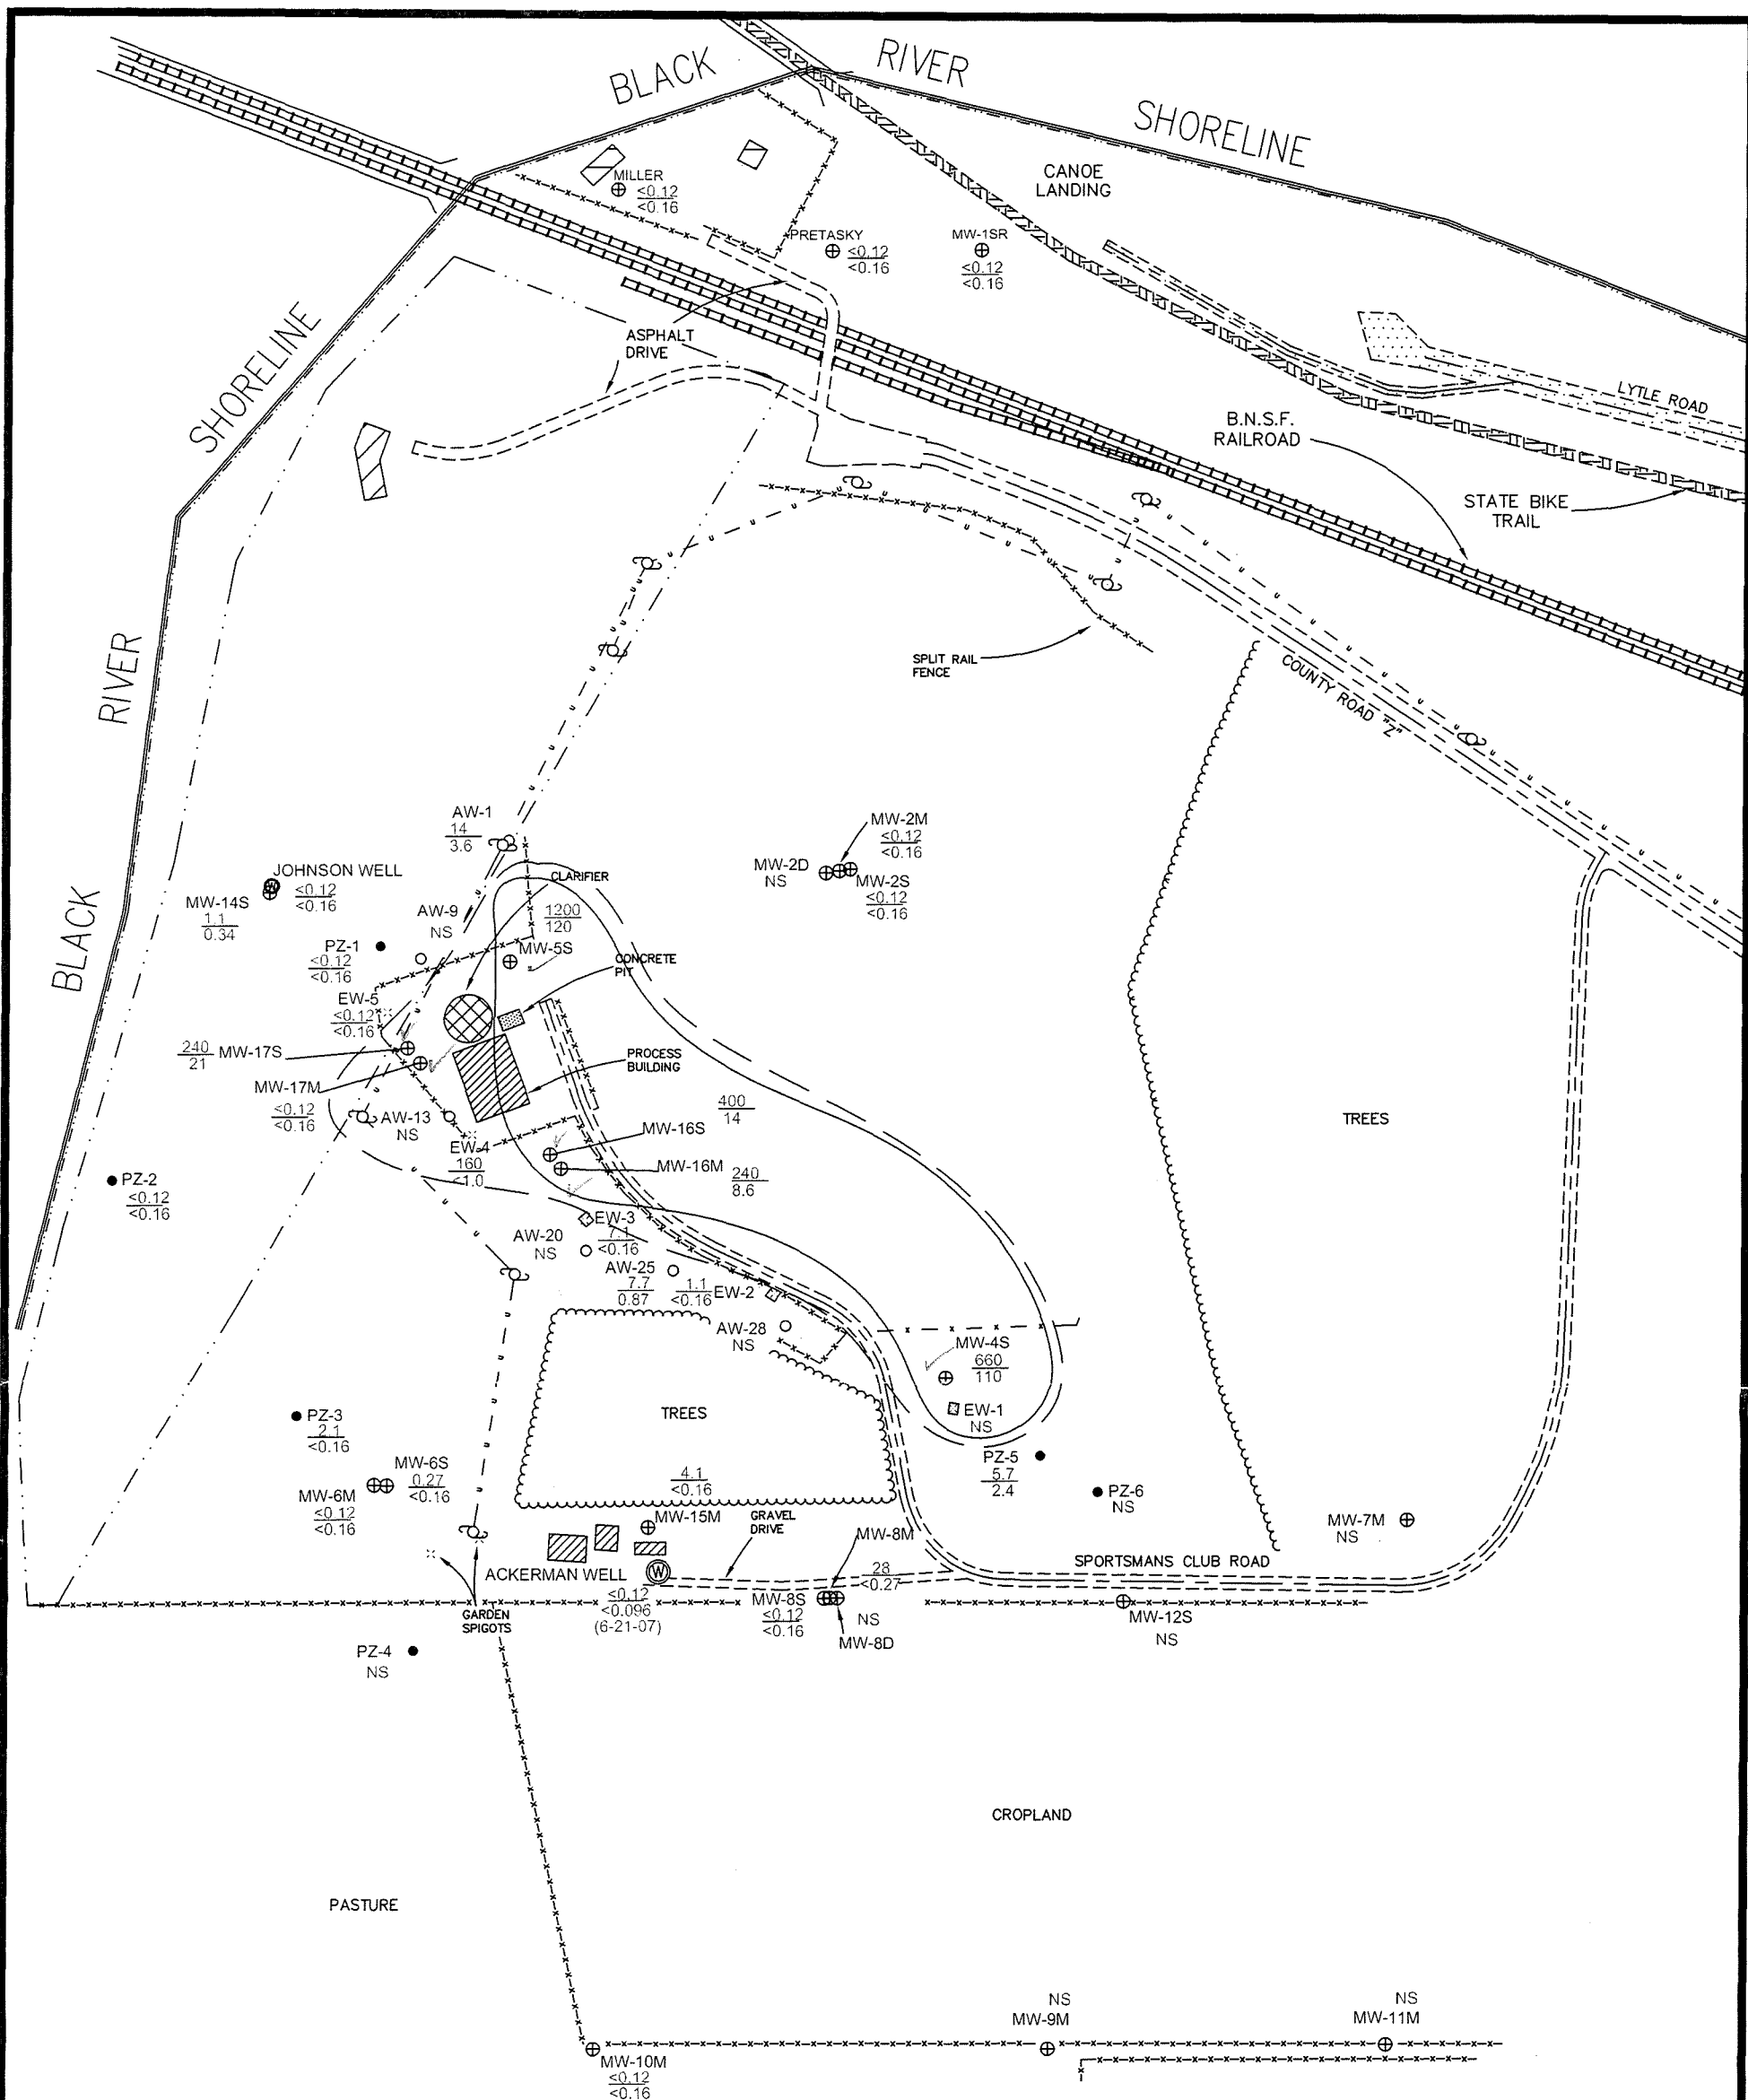 BLACK
RIVER
SHORELINE
CANOE
LANDING
MILLER
<0.12
<0.16
PRETASKY
<0.12
<0.16
MW-1SR
<0.12
<0.16
ASPHALT
DRIVE
SHORELINE
LYTLE ROAD
B.N.S.F.
RAILROAD
STATE BIKE
TRAIL
SPLIT RAIL
FENCE
COUNTY ROAD "Z"
RIVER
BLACK
AW-1
14
3.6
MW-2M
<0.12
<0.16
MW-2D
NS
MW-2S
<0.12
<0.16
JOHNSON WELL
<0.12
<0.16
W
MW-14S
1.1
0.34
CLARIFIER
AW-9
NS
1200
120
MW-5S
PZ-1
<0.12
<0.16
CONCRETE
PIT
EW-5
<0.12
<0.16
240
21
MW-17S
PROCESS
BUILDING
MW-17M
<0.12
<0.16
AW-13
NS
400
14
MW-16S
TREES
EW-4
160
<1.0
MW-16M
240
8.6
PZ-2
<0.12
<0.16
EW-3
7.1
<0.16
AW-20
NS
AW-25
7.7
0.87
1.1
<0.16
EW-2
AW-28
NS
MW-4S
660
110
EW-1
NS
TREES
PZ-3
2.1
<0.16
PZ-5
5.7
2.4
PZ-6
NS
MW-6S
0.27
<0.16
MW-6M
<0.12
<0.16
4.1
<0.16
MW-15M
GRAVEL
DRIVE
MW-8M
28
<0.27
MW-7M
NS
SPORTSMANS CLUB ROAD
ACKERMAN WELL
W
<0.12
<0.096
(6-21-07)
MW-8S
<0.12
<0.16
NS
MW-8D
MW-12S
NS
GARDEN
SPIGOTS
PZ-4
NS
CROPLAND
PASTURE
NS
MW-9M
NS
MW-11M
MW-10M
<0.12
<0.16